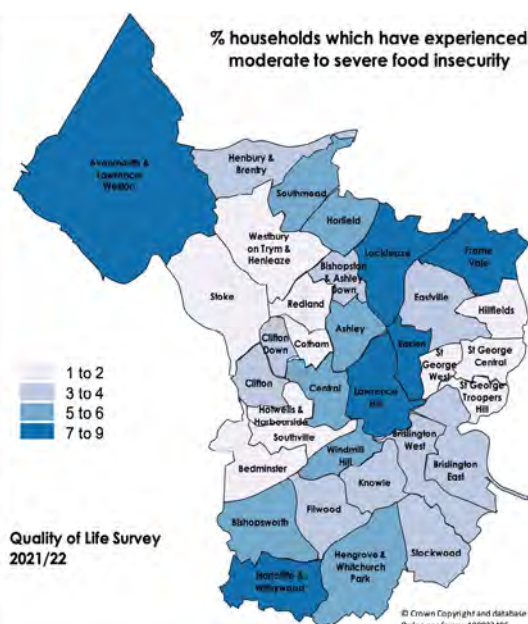 % households which have experienced
moderate to severe food insecurity
Avonmouth &
Lawrence
Weston
Henbury &
Brentry
Southmead
Horfield
Westbury
on Trym &
Henleaze
Lockleaze
Frome
Vale
Bishopston
& Ashley
Down
Stoke
Redland
Eastville
Hillfields
Clifton
Down
Cotham
Ashley
Easton
St
George
West
St George
Central
1 to 2
3 to 4
5 to 6
7 to 9
Clifton
Central
Lawrence
Hill
St George
Troopers
Hill
Hotwells &
Harbourside
Southville
Brislington
West
Windmill
Hill
Bedminster
Knowle
Brislington
East
Filwood
Bishopsworth
Stockwood
Quality of Life Survey
2021/22
Hengrove &
Whitchurch
Park
Hartcliffe &
Withywood
© Crown Copyright and database